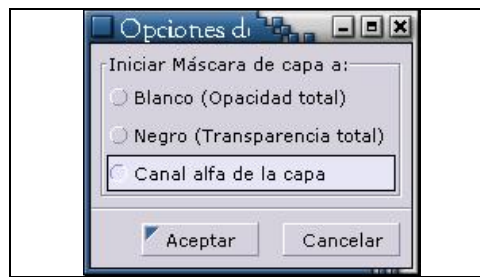 Opciones d
Iniciar Máscara de capa a:
Blanco (Opacidad total)
Negro (Transparencia total)
Canal alfa de la capa
Aceptar Cancelar